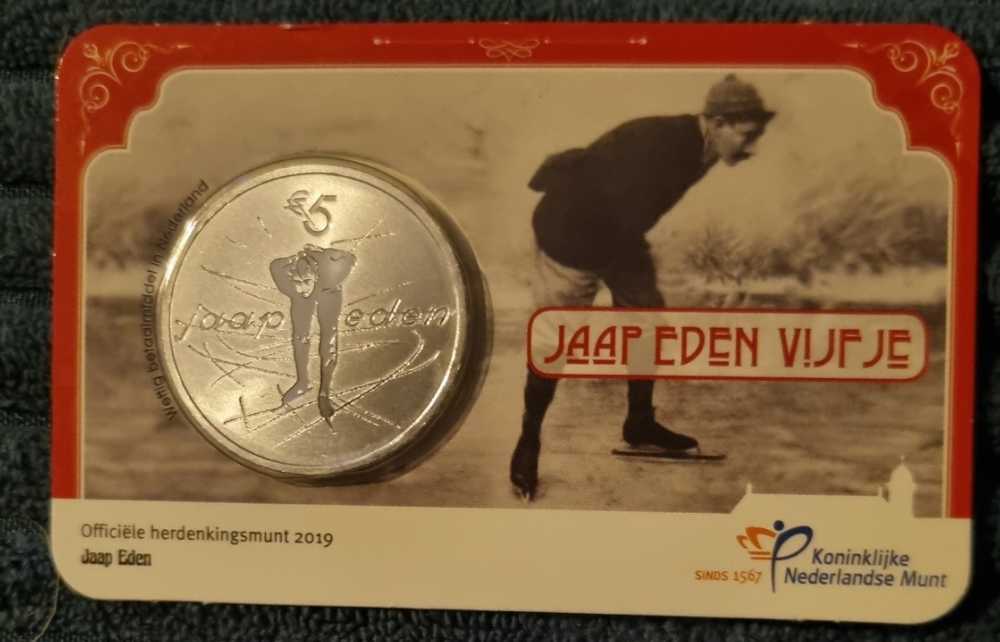 €5
jaap eden
Wettig betaalmiddel in Nederland
JAAP EDEN VIJFJE
Officiële herdenkingsmunt 2019
Jaap Eden
SINDS 1567
Koninklijke
Nederlandse Munt